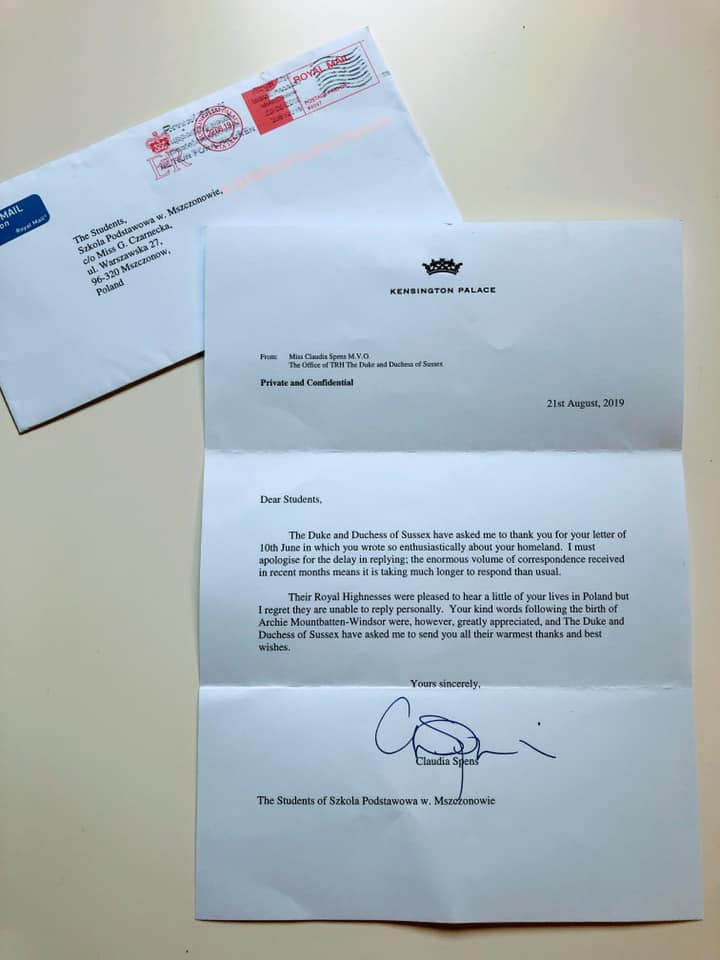 ROYAL MAIL
POSTAGE PAID GB
ER
MAIL
on
Royal Mail
The Students,
Szkola Podstawowa w. Mszczonowie,
c/o Miss G. Czarnecka,
ul. Warszawska 27,
96-320 Mszczonow,
Poland
KENSINGTON PALACE
From: Miss Claudia Spens M.V.O.
The Office of TRH The Duke and Duchess of Sussex
Private and Confidential
21st August, 2019
Dear Students,
The Duke and Duchess of Sussex have asked me to thank you for your letter of
10th June in which you wrote so enthusiastically about your homeland. I must
apologise for the delay in replying; the enormous volume of correspondence received
in recent months means it is taking much longer to respond than usual.
Their Royal Highnesses were pleased to hear a little of your lives in Poland but
I regret they are unable to reply personally. Your kind words following the birth of
Archie Mountbatten-Windsor were, however, greatly appreciated, and The Duke and
Duchess of Sussex have asked me to send you all their warmest thanks and best
wishes.
Yours sincerely,
Claudia Spens
The Students of Szkola Podstawowa w. Mszczonowie